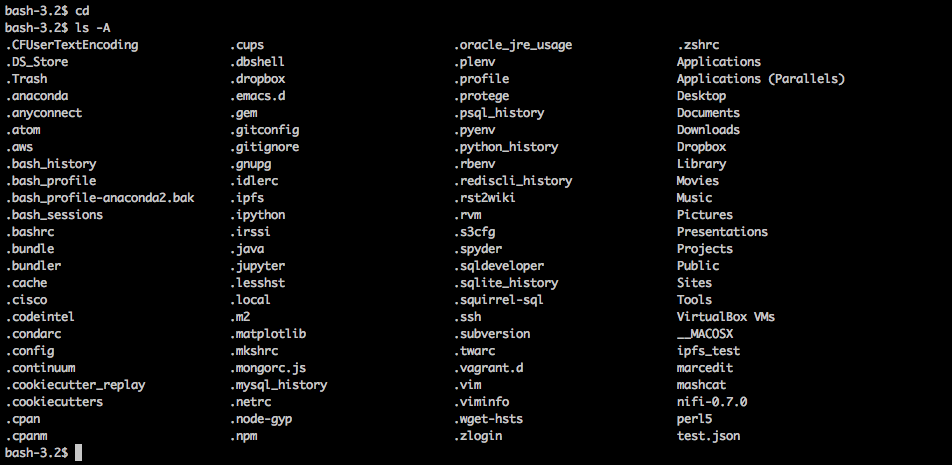 bash-3.2$ cd
bash-3.2$ ls -A
.CFUserTextEncoding .cups .oracle_jre_usage .zshrc
.DS_Store .dbshell .plenv Applications
.Trash .dropbox .profile Applications (Parallels)
.anaconda .emacs.d .protege Desktop
.anyconnect .gem .psql_history Documents
.atom .gitconfig .pyenv Downloads
.aws .gitignore .python_history Dropbox
.bash_history .gnupg .rbenv Library
.bash_profile .idlerc .rediscli_history Movies
.bash_profile-anaconda2.bak .ipfs .rst2wiki Music
.bash_sessions .ipython .rvm Pictures
.bashrc .irssi .s3cfg Presentations
.bundle .java .spyder Projects
.bundler .jupyter .sqldeveloper Public
.cache .lesshst .sqlite_history Sites
.cisco .local .squirrel-sql Tools
.codeintel .m2 .ssh VirtualBox VMs
.condarc .matplotlib .subversion __MACOSX
.config .mkshrc .twarc ipfs_test
.continuum .mongorc.js .vagrant.d marcedit
.cookiecutter_replay .mysql_history .vim mashcat
.cookiecutters .netrc .viminfo nifi-0.7.0
.cpan .node-gyp .wget-hsts perl5
.cpanm .npm .zlogin test.json
bash-3.2$